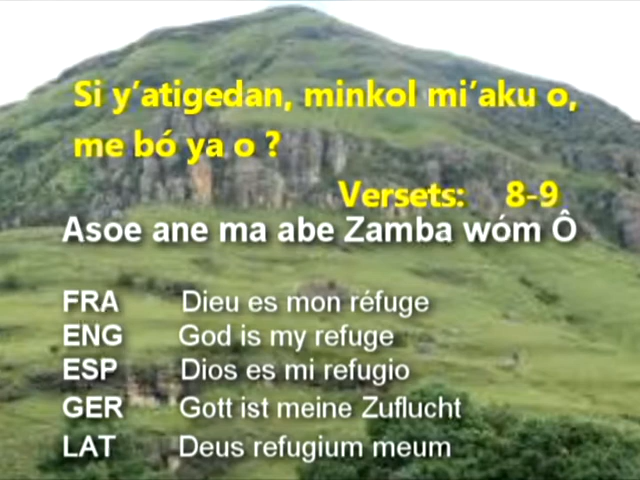 Si y’atigedan, minkol mi’aku o,
me bó ya o ?
Versets: 8-9
Asoe ane ma abe Zamba wóm Ô
FRA Dieu es mon réfuge
ENG God is my refuge
ESP Dios es mi refugio
GER Gott ist meine Zuflucht
LAT Deus refugium meum